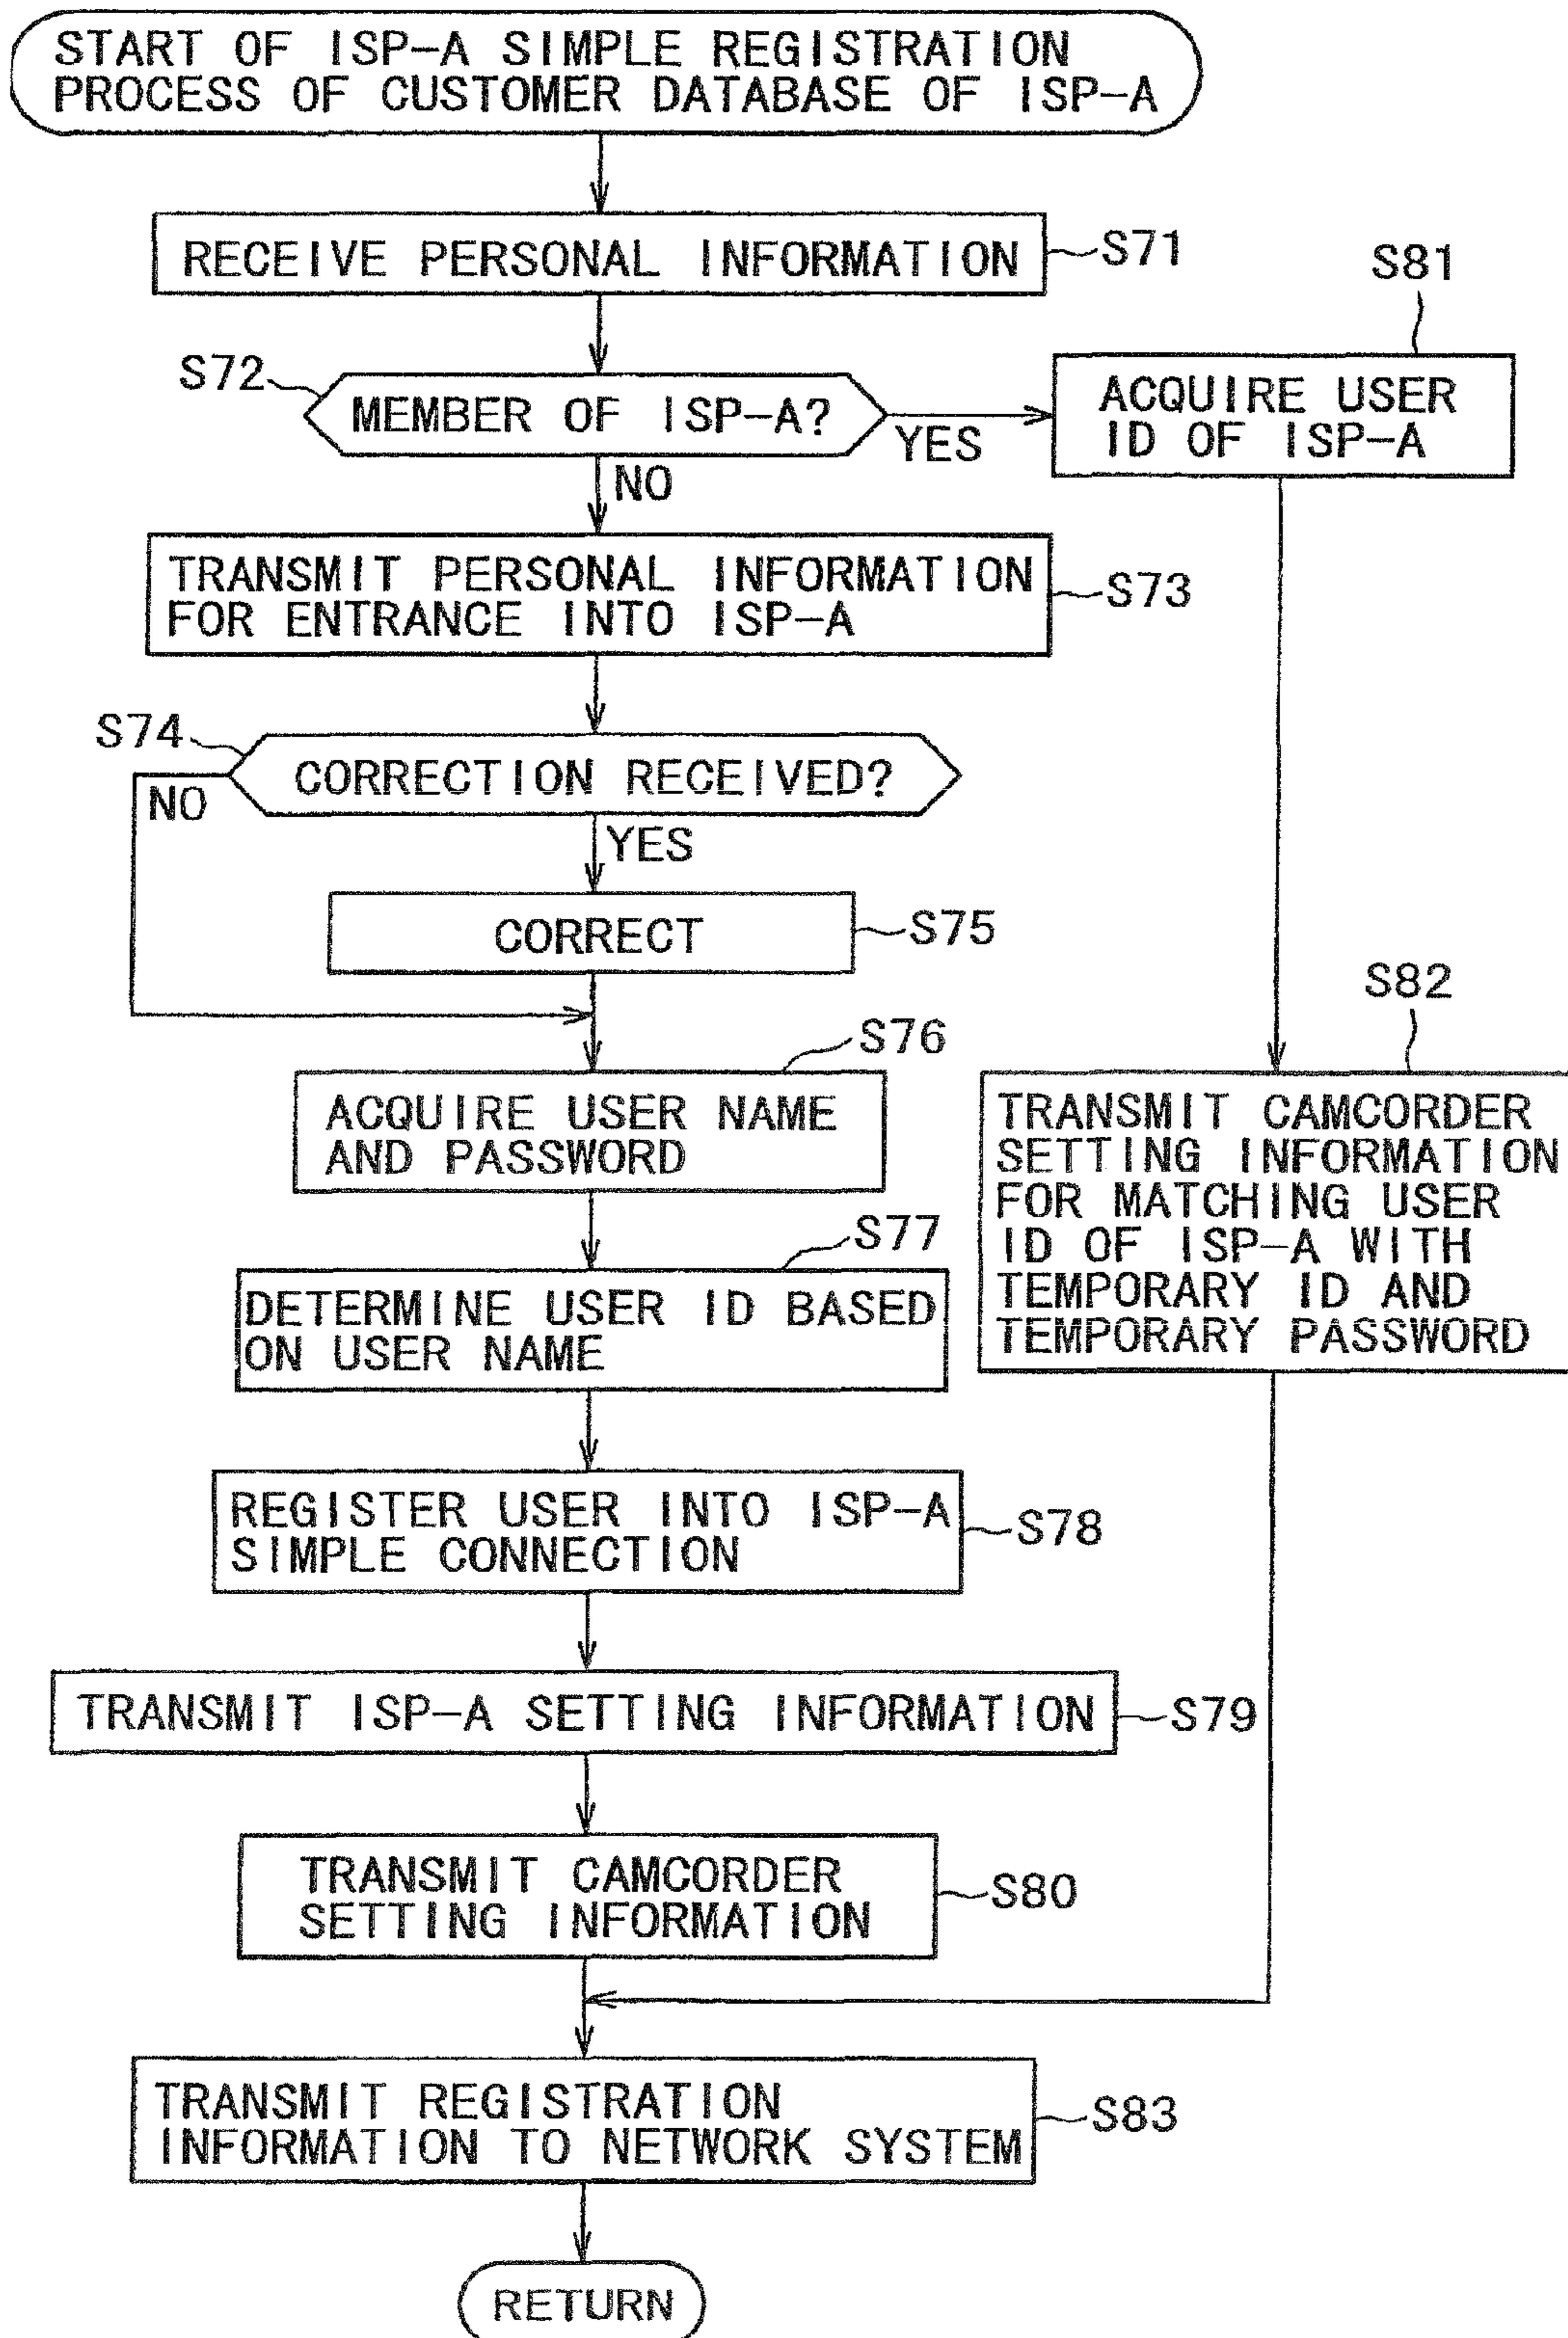 START OF ISP-A SIMPLE REGISTRATION
PROCESS OF CUSTOMER DATABASE OF ISP-A
RECEIVE PERSONAL INFORMATION
S71
S81
S72
MEMBER OF ISP-A?
YES
NO
ACQUIRE USER
ID OF ISP-A
TRANSMIT PERSONAL INFORMATION
FOR ENTRANCE INTO ISP-A
S73
S74
CORRECTION RECEIVED?
NO
YES
CORRECT
S75
S76
ACQUIRE USER NAME
AND PASSWORD
S82
TRANSMIT CAMCORDER
SETTING INFORMATION
FOR MATCHING USER
ID OF ISP-A WITH
TEMPORARY ID AND
TEMPORARY PASSWORD
S77
DETERMINE USER ID BASED
ON USER NAME
REGISTER USER INTO ISP-A
SIMPLE CONNECTION
S78
TRANSMIT ISP-A SETTING INFORMATION
S79
TRANSMIT CAMCORDER
SETTING INFORMATION
S80
TRANSMIT REGISTRATION
INFORMATION TO NETWORK SYSTEM
S83
RETURN